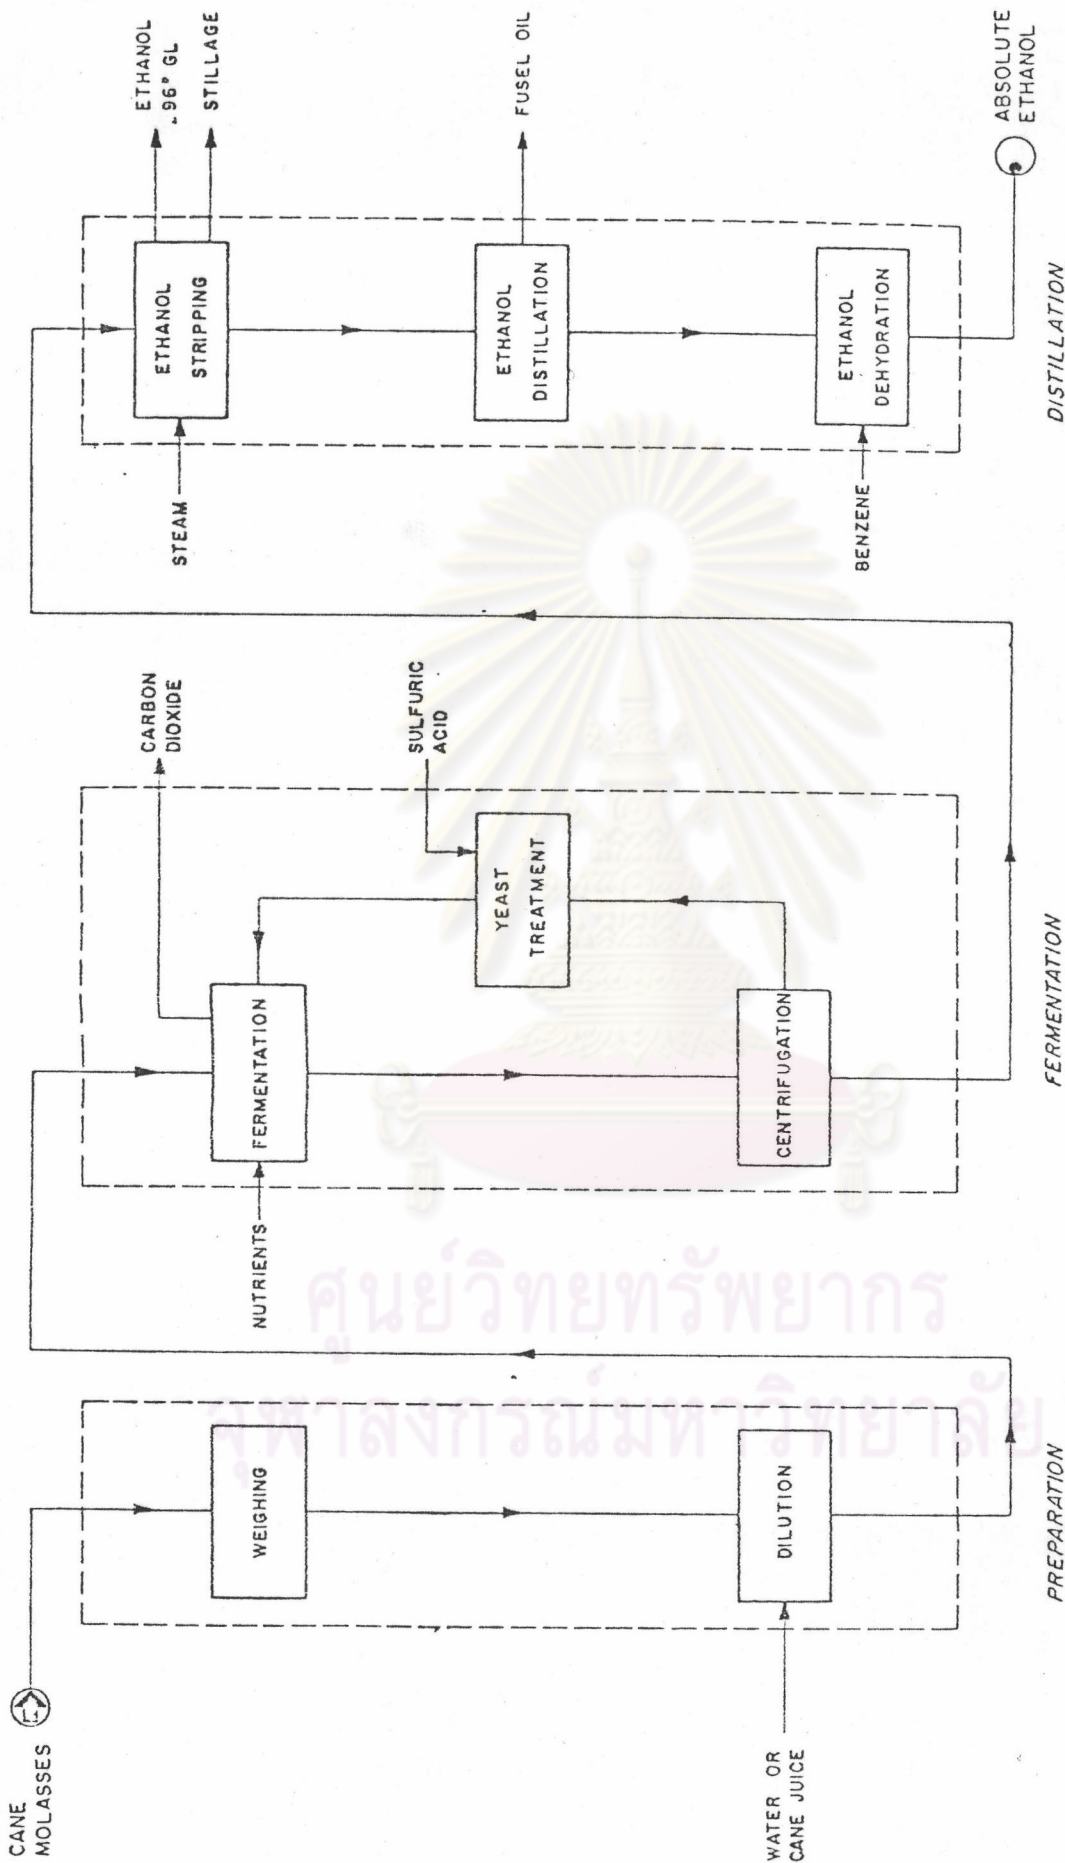 CANE
MOLASSES
WEIGHING
WATER OR
CANE JUICE
DILUTION
PREPARATION
NUTRIENTS
FERMENTATION
CARBON
DIOXIDE
SULFURIC
ACID
YEAST
TREATMENT
CENTRIFUGATION
FERMENTATION
STEAM
ETHANOL
STRIPPING
ETHANOL
96° GL
STILLAGE
ETHANOL
DISTILLATION
FUSEL OIL
BENZENE
ETHANOL
DEHYDRATION
ABSOLUTE
ETHANOL
DISTILLATION
ศูนย์วิทยทรัพยากร
จุฬาลงกรณ์มหาวิทยาลัย